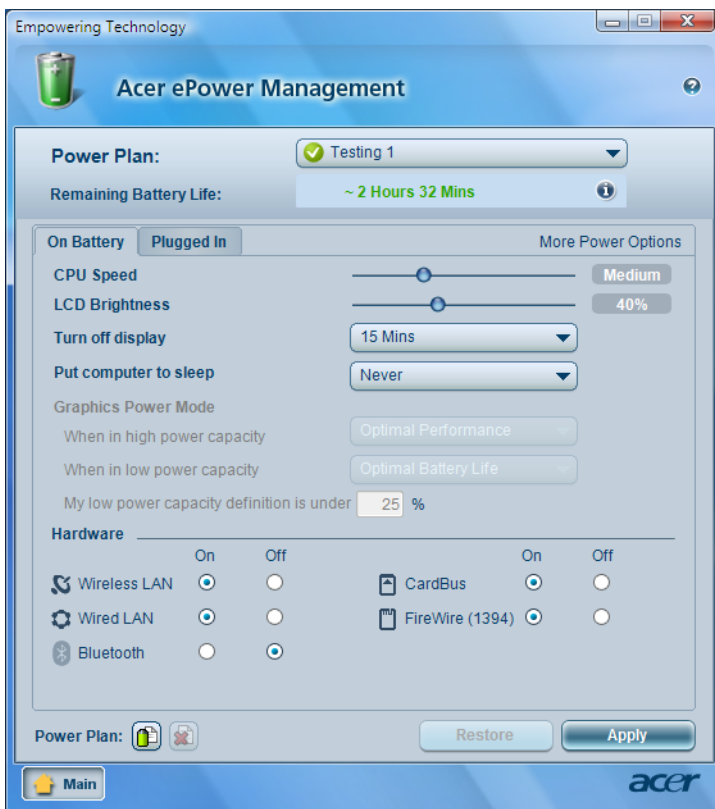 Empowering Technology
Acer ePower Management
Power Plan: Testing 1
Remaining Battery Life: ~ 2 Hours 32 Mins
On Battery Plugged In More Power Options
CPU Speed Medium
LCD Brightness 40%
Turn off display 15 Mins
Put computer to sleep Never
Graphics Power Mode
When in high power capacity Optimal Performance
When in low power capacity Optimal Battery Life
My low power capacity definition is under 25 %
Hardware
On Off On Off
Wireless LAN CardBus
Wired LAN FireWire (1394)
Bluetooth
Power Plan: Restore Apply
Main acer